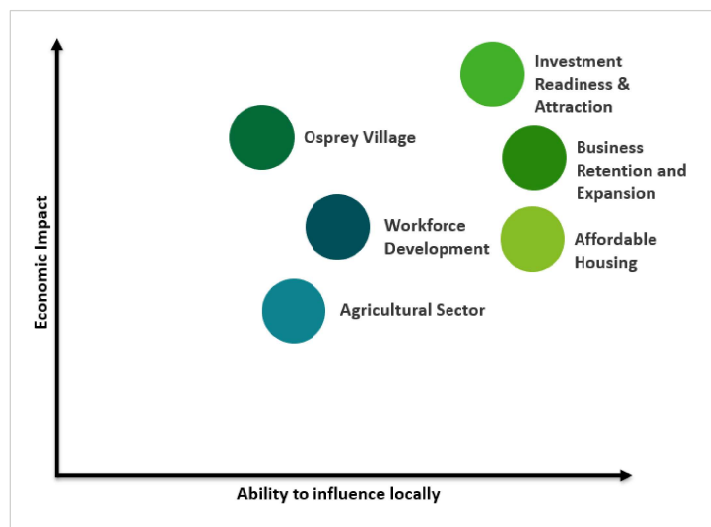 Investment
Readiness &
Attraction
Osprey Village
Business
Retention and
Expansion
Workforce
Development
Affordable
Housing
Agricultural Sector
Economic Impact
Ability to influence locally